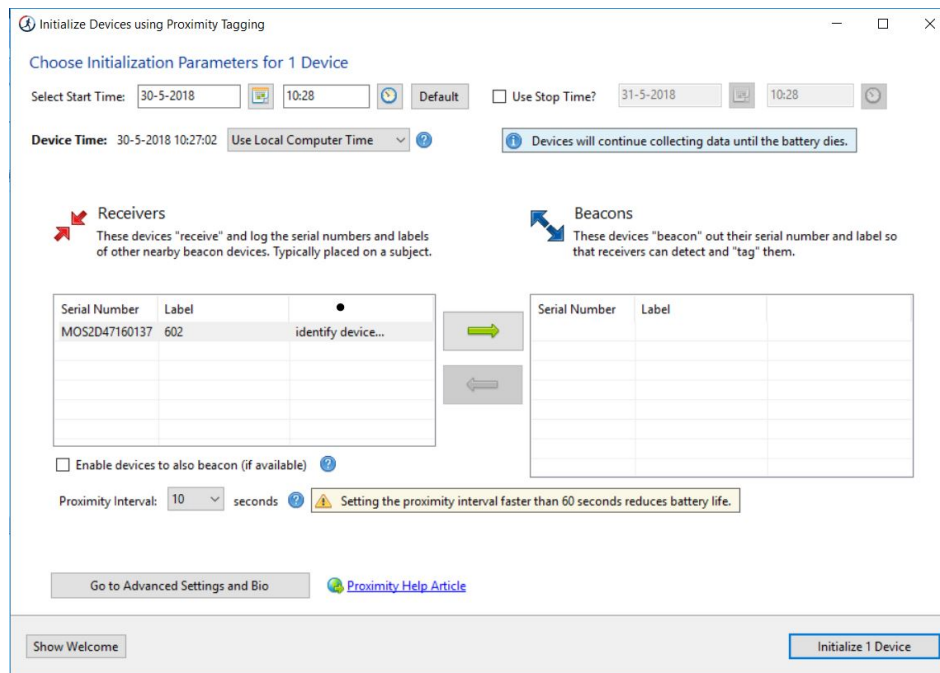 Initialize Devices using Proximity Tagging
Choose Initialization Parameters for 1 Device
Select Start Time: 30-5-2018 10:28 Default Use Stop Time? 31-5-2018 10:28
Device Time: 30-5-2018 10:27:02 Use Local Computer Time Devices will continue collecting data until the battery dies.
Receivers
These devices "receive" and log the serial numbers and labels
of other nearby beacon devices. Typically placed on a subject.
Beacons
These devices "beacon" out their serial number and label so
that receivers can detect and "tag" them.
Serial Number Label
MOS2D47160137 602 identify device...
Serial Number Label
Enable devices to also beacon (if available)
Proximity Interval: 10 seconds Setting the proximity interval faster than 60 seconds reduces battery life.
Go to Advanced Settings and Bio Proximity Help Article
Show Welcome Initialize 1 Device